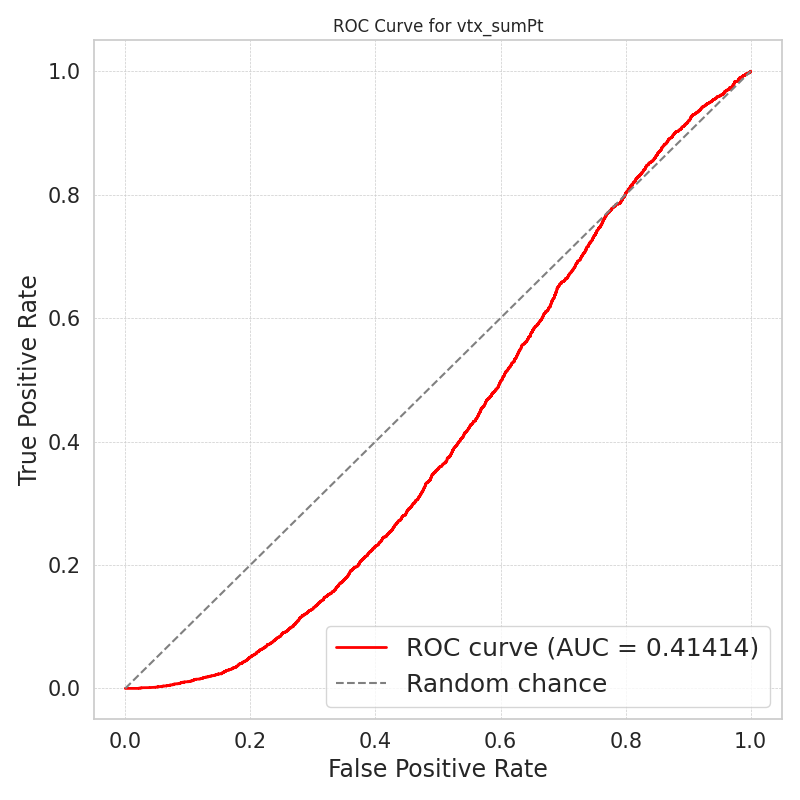 ROC Curve for vtx_sumPt
True Positive Rate
1.0
0.8
0.6
0.4
0.2
0.0
ROC curve (AUC = 0.41414)
Random chance
0.0 0.2 0.4 0.6 0.8 1.0
False Positive Rate